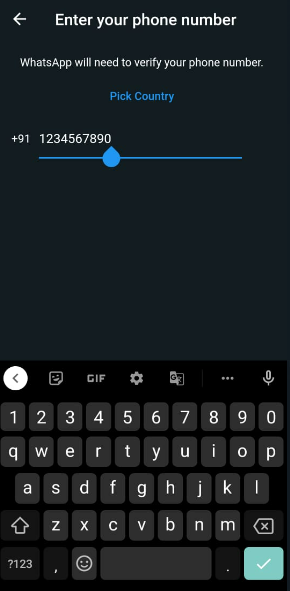 Enter your phone number
WhatsApp will need to verify your phone number.
Pick Country
+91 1234567890
GIF
1 2 3 4 5 6 7 8 9 0
q w e r t y u i o p
a s d f g h j k l
z x c v b n m
?123 , .